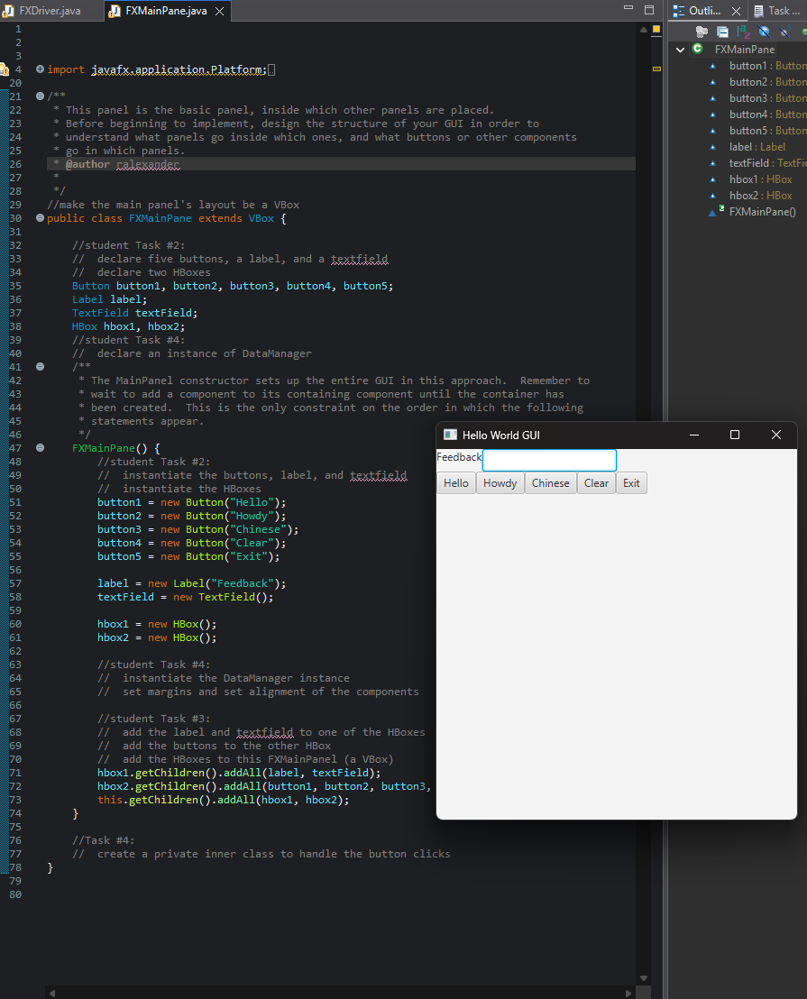 FXDriver.java
FXMainPane.java
1
2
3
4 import javafx.application.Platform;
20
21 /**
22  * This panel is the basic panel, inside which other panels are placed.
23  * Before beginning to implement, design the structure of your GUI in order to
24  * understand what panels go inside which ones, and what buttons or other components
25  * go in which panels.
26  * @author ralexander
27  *
28  */
29 //make the main panel's layout be a VBox
30 public class FXMainPane extends VBox {
31
32 //student Task #2:
33 //  declare five buttons, a label, and a textfield
34 //  declare two HBoxes
35 Button button1, button2, button3, button4, button5;
36 Label label;
37 TextField textField;
38 HBox hbox1, hbox2;
39 //student Task #4:
40 //  declare an instance of DataManager
41 /**
42  * The MainPanel constructor sets up the entire GUI in this approach.  Remember to
43  * wait to add a component to its containing component until the container has
44  * been created.  This is the only constraint on the order in which the following
45  * statements appear.
46  */
47 FXMainPane() {
48 //student Task #2:
49 //  instantiate the buttons, label, and textfield
50 //  instantiate the HBoxes
51 button1 = new Button("Hello");
52 button2 = new Button("Howdy");
53 button3 = new Button("Chinese");
54 button4 = new Button("Clear");
55 button5 = new Button("Exit");
56
57 label = new Label("Feedback");
58 textField = new TextField();
59
60 hbox1 = new HBox();
61 hbox2 = new HBox();
62
63 //student Task #4:
64 //  instantiate the DataManager instance
65 //  set margins and set alignment of the components
66
67 //student Task #3:
68 //  add the label and textfield to one of the HBoxes
69 //  add the buttons to the other HBox
70 //  add the HBoxes to this FXMainPanel (a VBox)
71 hbox1.getChildren().addAll(label, textField);
72 hbox2.getChildren().addAll(button1, button2, button3,
73 this.getChildren().addAll(hbox1, hbox2);
74 }
75
76 //Task #4:
77 //  create a private inner class to handle the button clicks
78 }
79
80
Outli...
Task ...
FXMainPane
button1 : Button
button2 : Button
button3 : Button
button4 : Button
button5 : Button
label : Label
textField : TextFi
hbox1 : HBox
hbox2 : HBox
FXMainPane()
Hello World GUI
Feedback
Hello Howdy Chinese Clear Exit